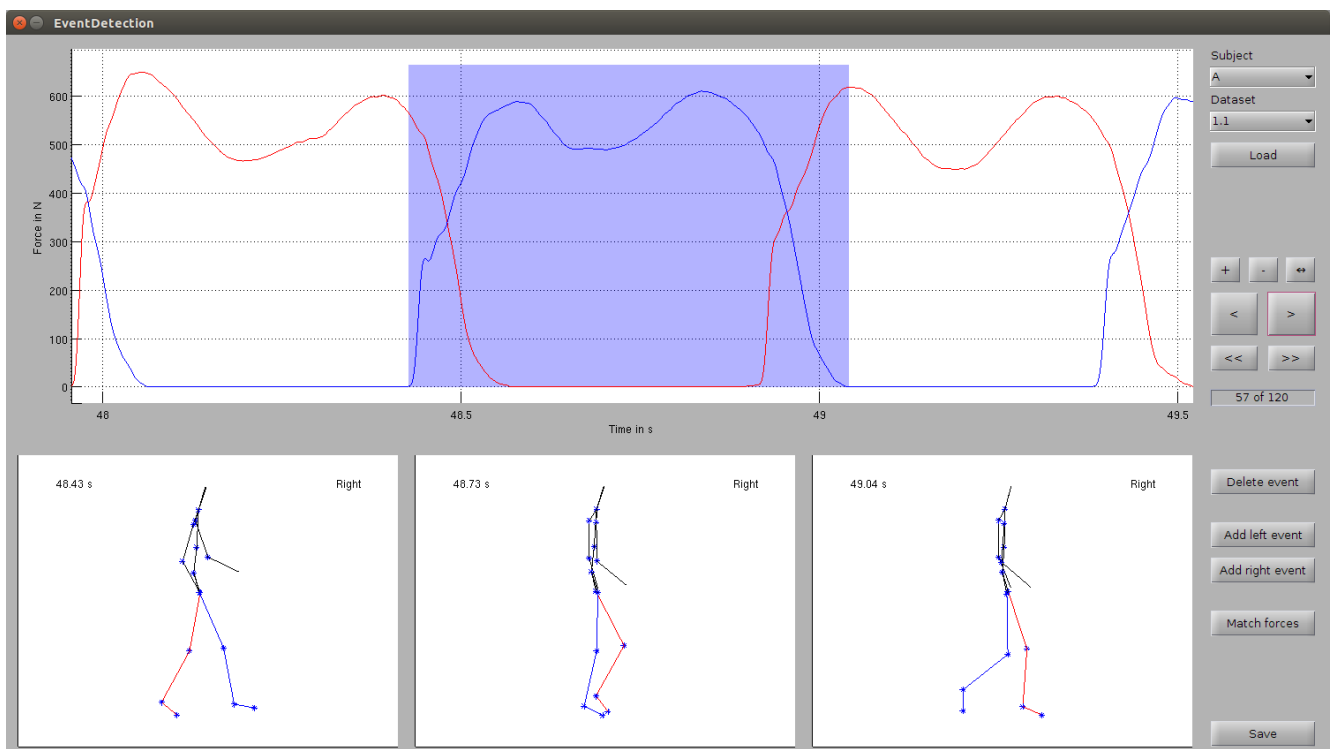 EventDetection
Subject
A
Dataset
1.1
Load
600
500
400
300
200
100
0
Force in N
48
48.5
49
49.5
Time in s
+
-
↔
<
>
<<
>>
57 of 120
48.43 s
Right
48.73 s
Right
49.04 s
Right
Delete event
Add left event
Add right event
Match forces
Save